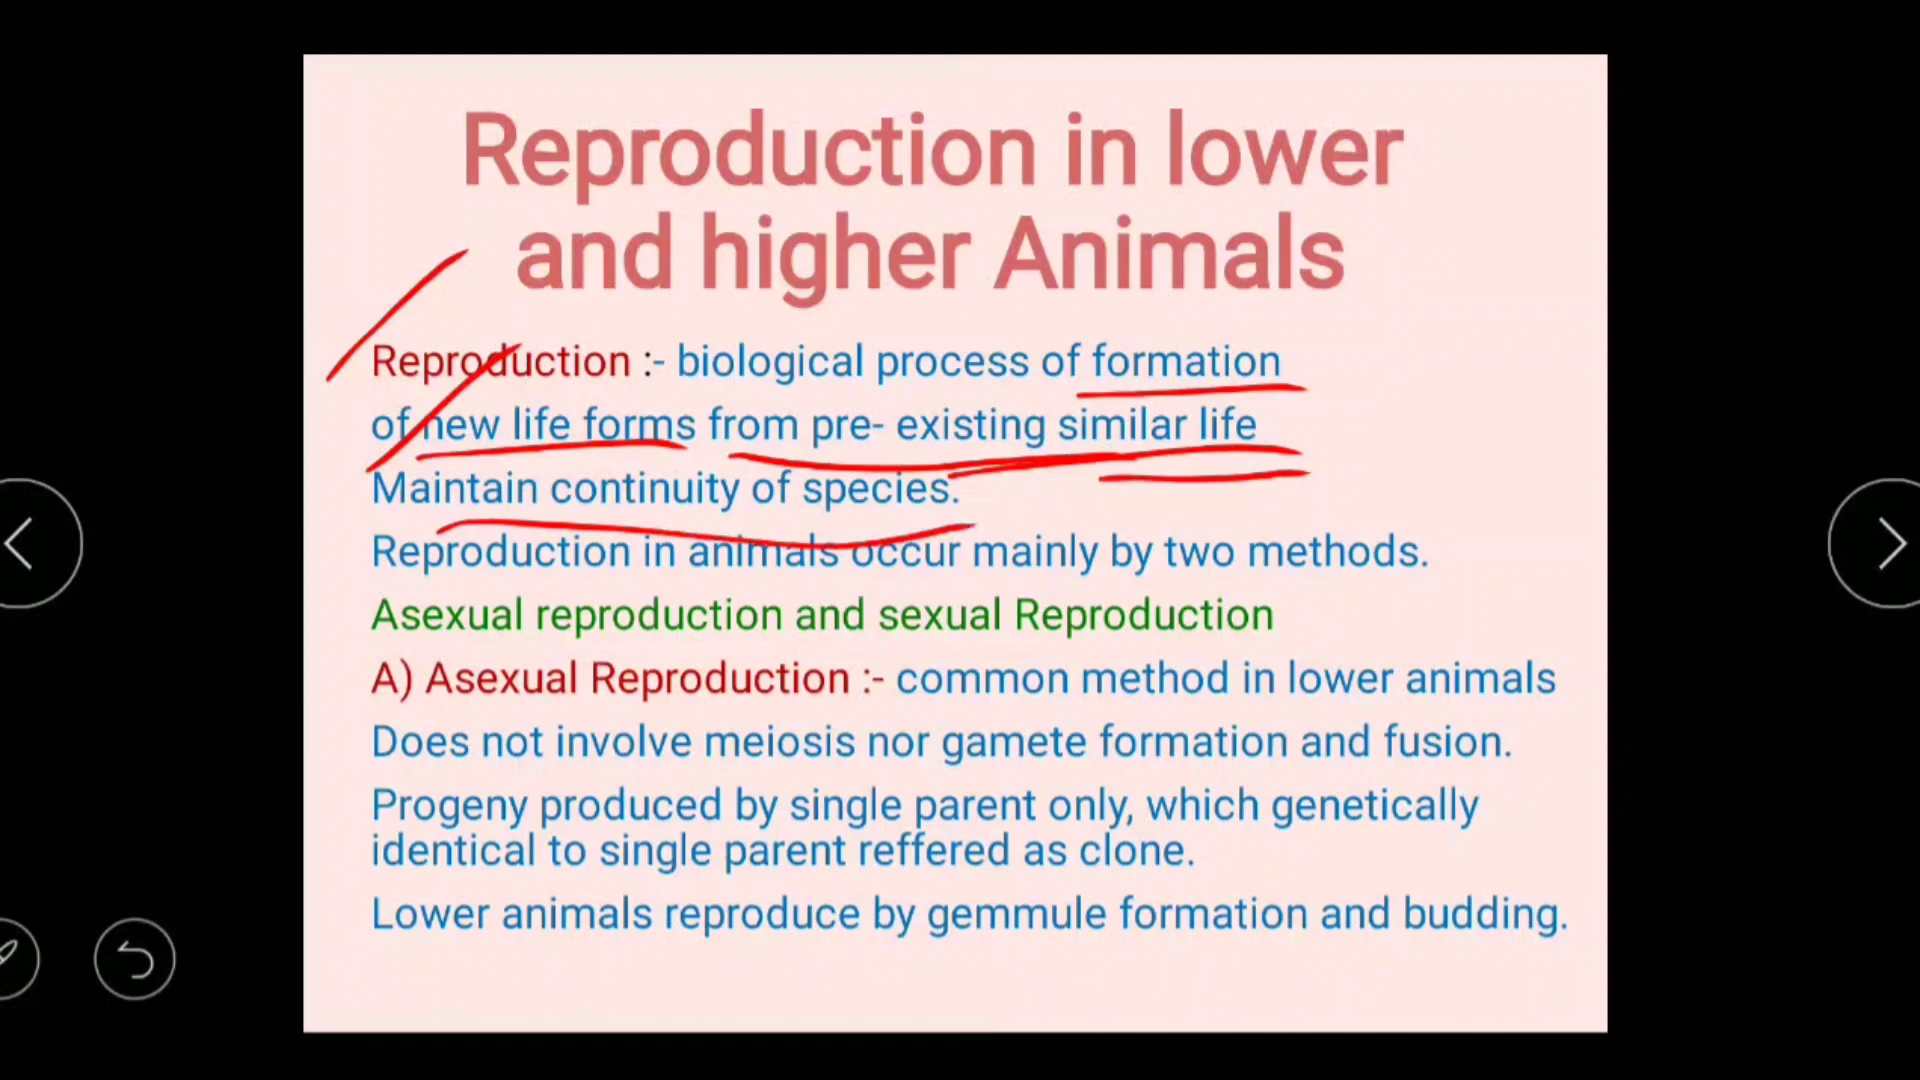 Reproduction in lower
and higher Animals
Reproduction :- biological process of formation
of new life forms from pre- existing similar life
Maintain continuity of species.
Reproduction in animals occur mainly by two methods.
Asexual reproduction and sexual Reproduction
A) Asexual Reproduction :- common method in lower animals
Does not involve meiosis nor gamete formation and fusion.
Progeny produced by single parent only, which genetically
identical to single parent reffered as clone.
Lower animals reproduce by gemmule formation and budding.